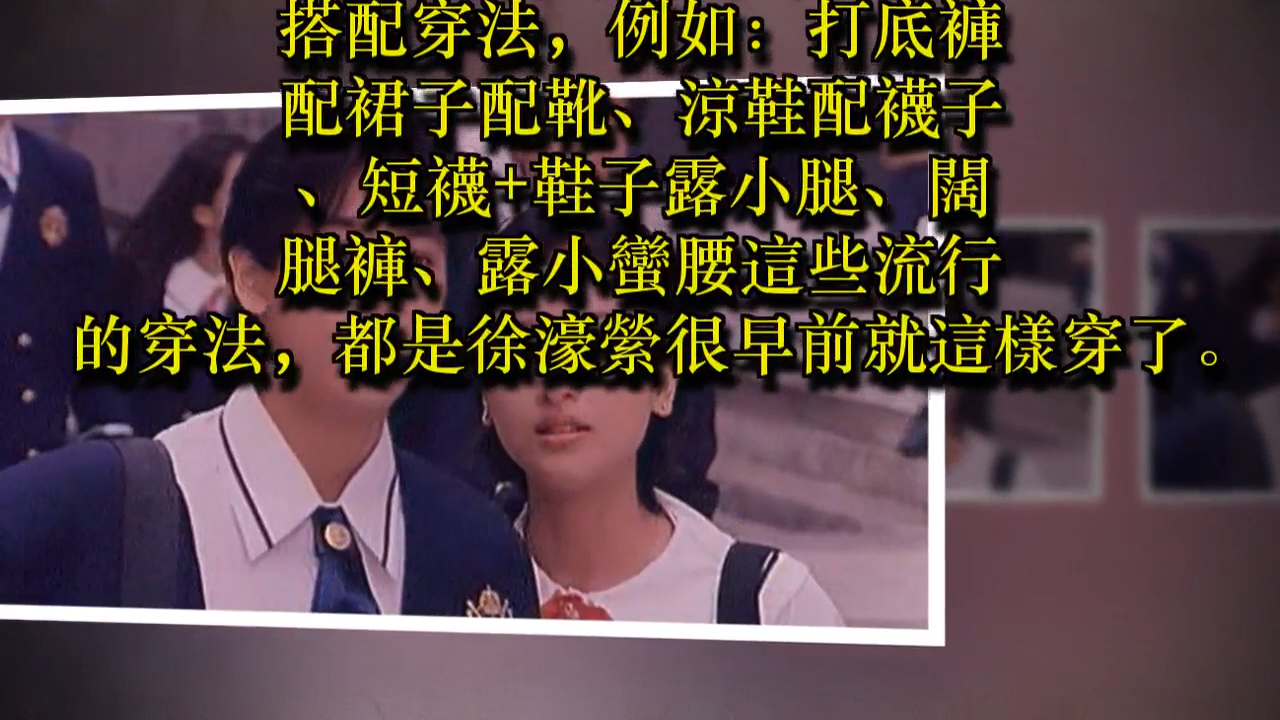 搭配穿法，例如：打底褲
配裙子配靴、涼鞋配襪子
、短襪+鞋子露小腿、闊
腿褲、露小蠻腰這些流行
的穿法，都是徐濠縈很早前就這樣穿了。